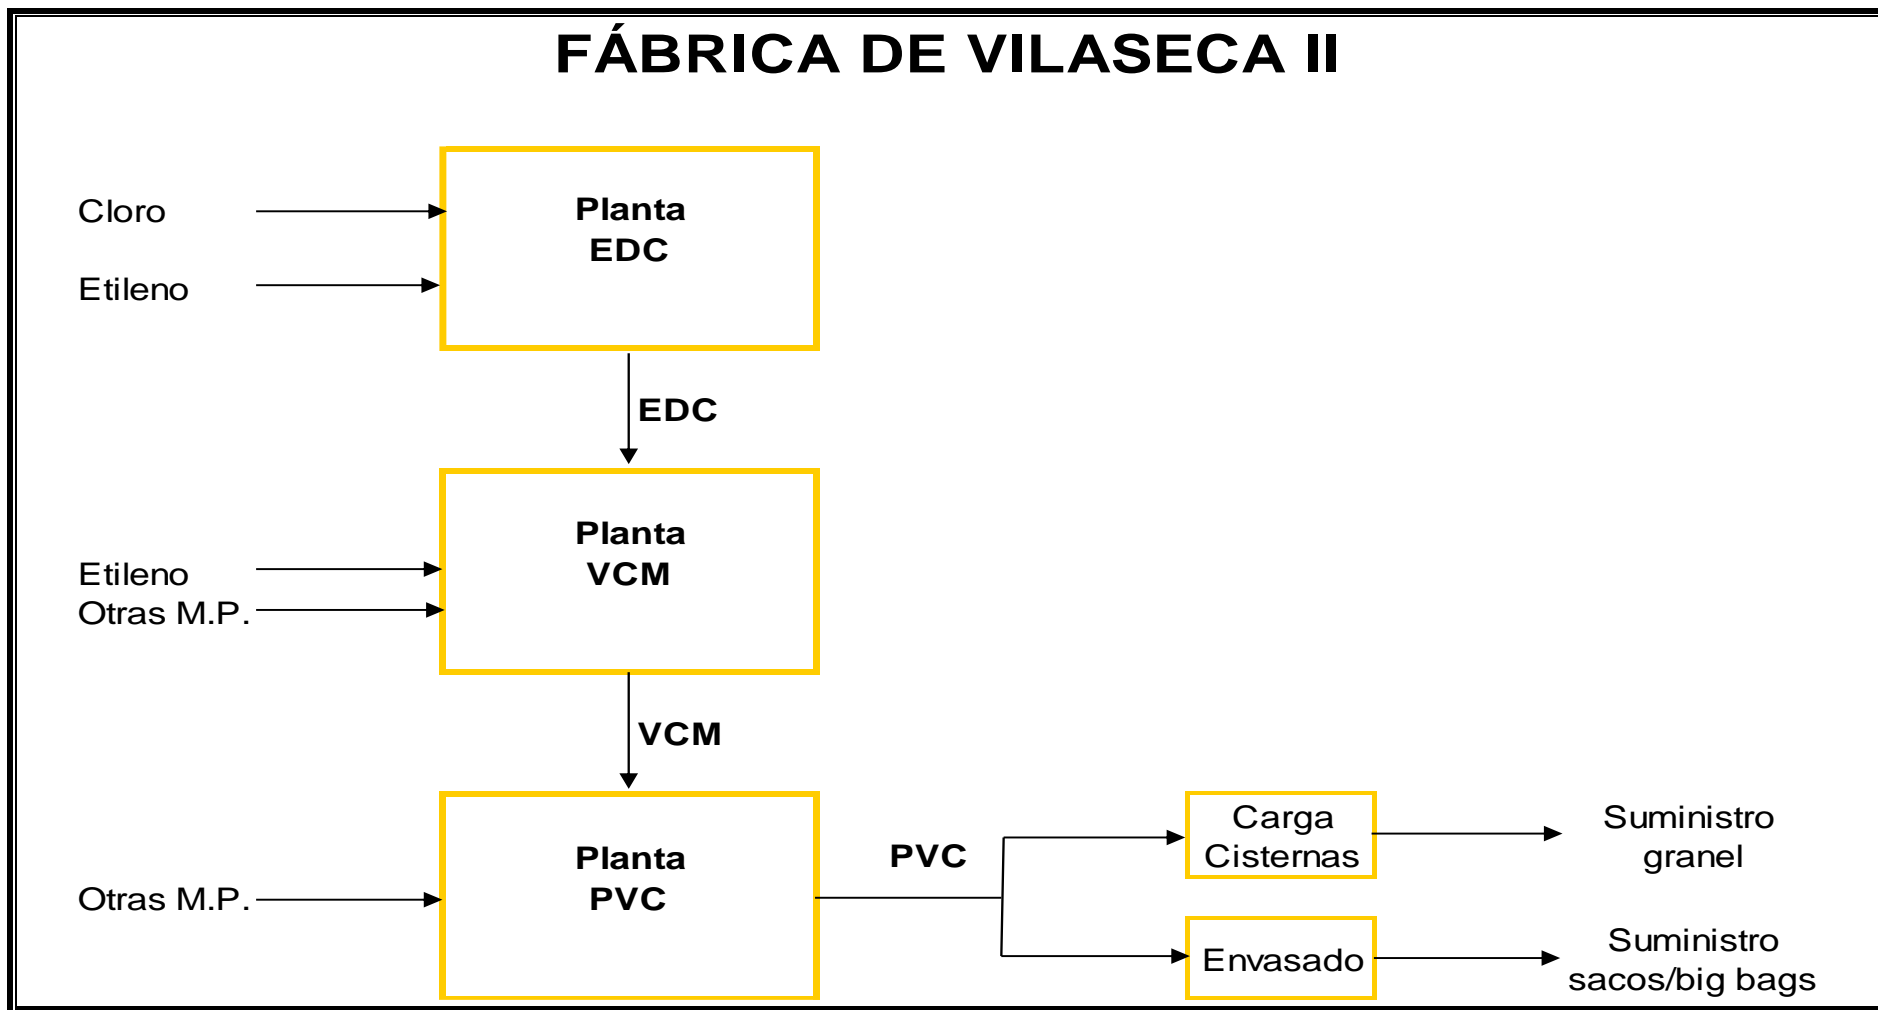 FÁBRICA DE VILASECA II
Cloro
Etileno
Planta
EDC
EDC
Etileno
Otras M.P.
Planta
VCM
VCM
Otras M.P.
Planta
PVC
PVC
Carga
Cisternas
Suministro
granel
Envasado
Suministro
sacos/big bags